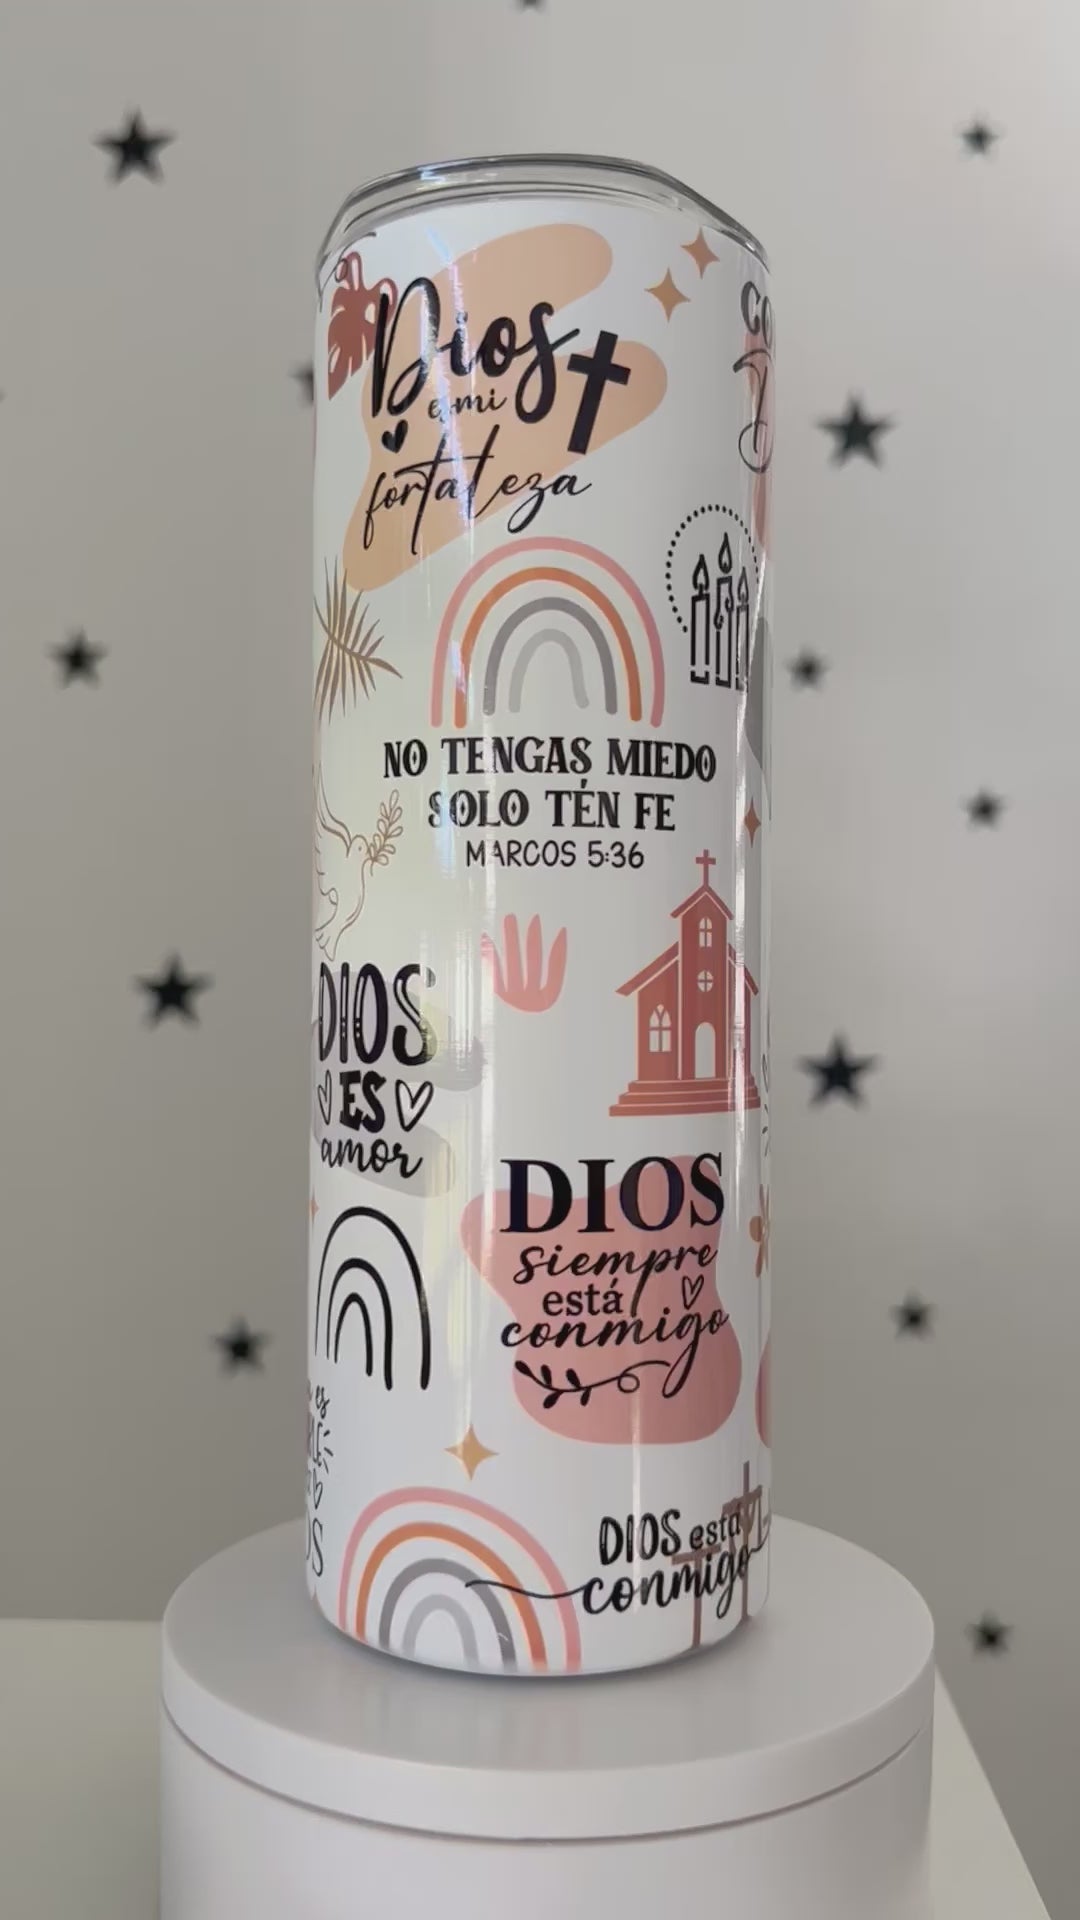 Dios
es mi
fortaleza
NO TENGAS MIEDO
SOLO TÉN FE
MARCOS 5:36
DIOS
ES
amor
DIOS
siempre
está
conmigo
DIOS está
conmigo